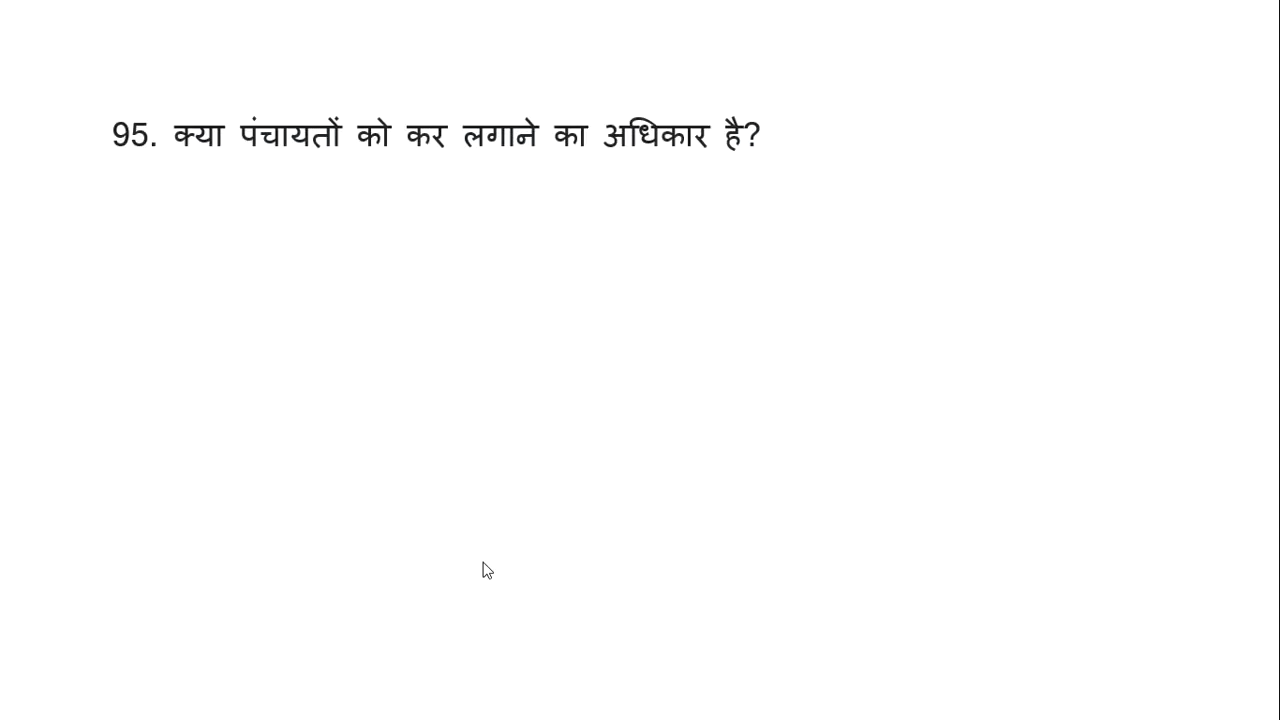 95. क्या पंचायतों को कर लगाने का अधिकार है?